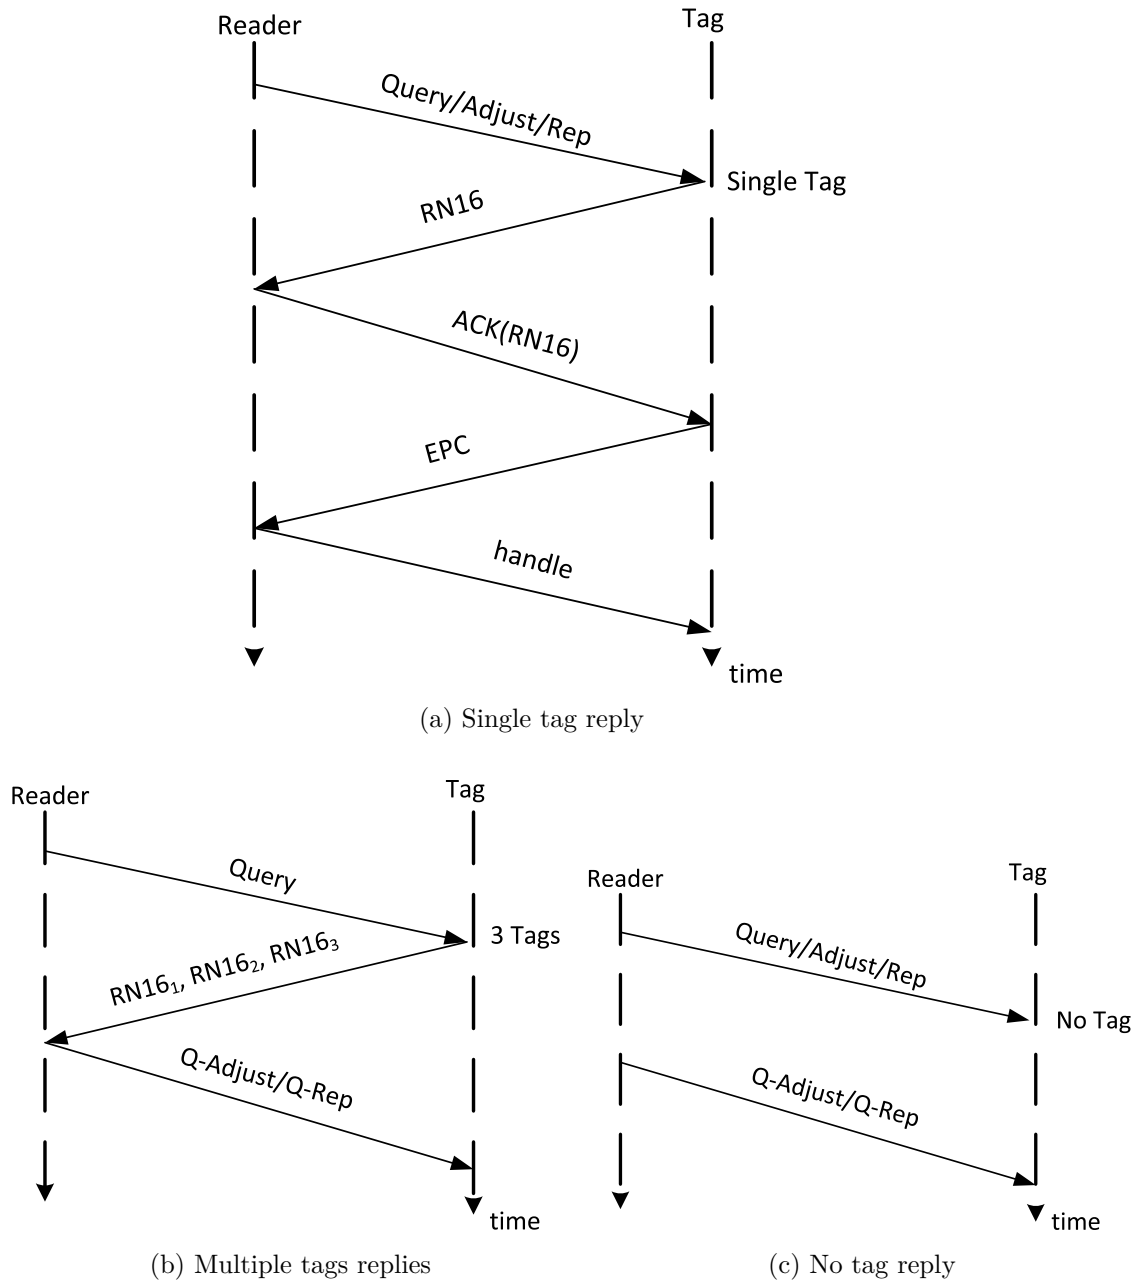 Reader
Tag
Query/Adjust/Rep
Single Tag
RN16
ACK(RN16)
EPC
handle
time
(a) Single tag reply
Reader
Tag
Query
3 Tags
RN16₁, RN16₂, RN16₃
Q-Adjust/Q-Rep
time
(b) Multiple tags replies
Reader
Tag
Query/Adjust/Rep
No Tag
Q-Adjust/Q-Rep
time
(c) No tag reply